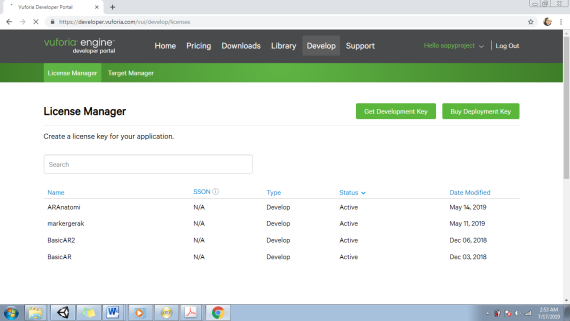 Vuforia Developer Portal
https://developer.vuforia.com/vui/develop/licenses
vuforia engine
developer portal
Home Pricing Downloads Library Develop Support
Hello sopyproject
Log Out
License Manager Target Manager
License Manager
Get Development Key Buy Deployment Key
Create a license key for your application.
Search
Name SSON Type Status Date Modified
ARAnatomi N/A Develop Active May 14, 2019
markergerak N/A Develop Active May 11, 2019
BasicAR2 N/A Develop Active Dec 06, 2018
BasicAR N/A Develop Active Dec 03, 2018
2:53 AM
7/17/2019